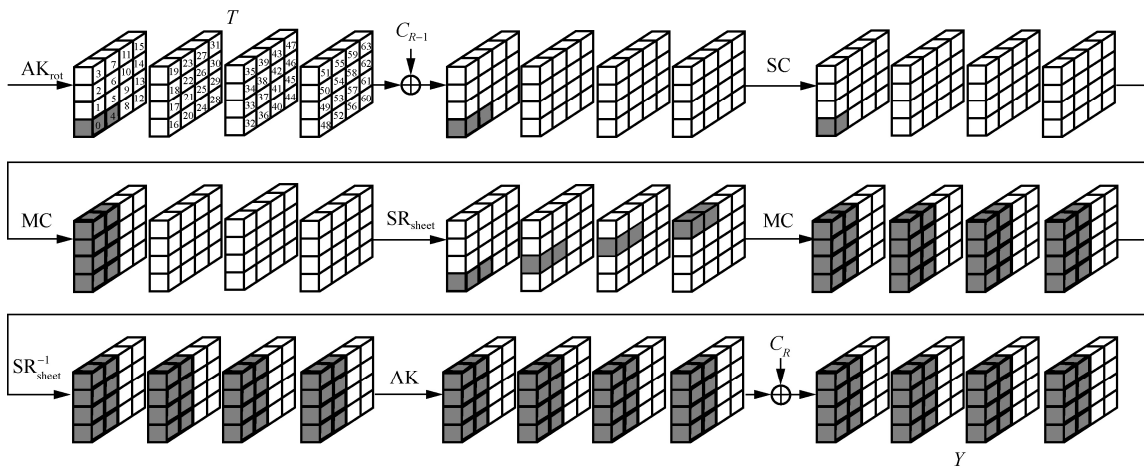 T
C_{R-1}
AK_rot
3 7 11 15
2 6 10 14
1 5 9 13
0 4 8 12
19 23 27 31
18 22 26 30
17 21 25 29
16 20 24 28
35 39 43 47
34 38 42 46
33 37 41 45
32 36 40 44
51 55 59 63
50 54 58 62
49 53 57 61
48 52 56 60
SC
MC
SR_sheet
MC
SR_sheet^{-1}
ΛK
C_R
Y